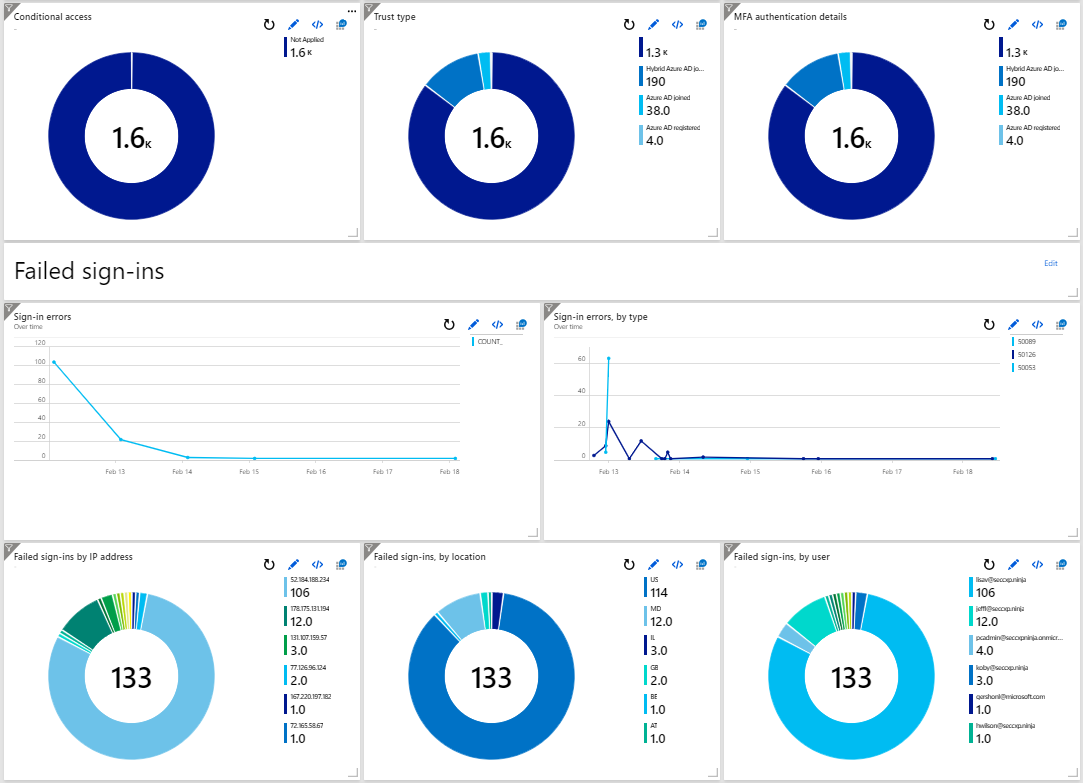 Conditional access
Not Applied
1.6 K
1.6K
Trust type
1.3 K
Hybrid Azure AD jo...
190
Azure AD joined
38.0
Azure AD registered
4.0
1.6K
MFA authentication details
1.3 K
Hybrid Azure AD jo...
190
Azure AD joined
38.0
Azure AD registered
4.0
1.6K
Failed sign-ins
Edit
Sign-in errors
Over time
COUNT_
120
100
80
60
40
20
0
Feb 13 Feb 14 Feb 15 Feb 16 Feb 17 Feb 18
Sign-in errors, by type
Over time
50089
50126
50053
60
40
20
0
Feb 13 Feb 14 Feb 15 Feb 16 Feb 17 Feb 18
Failed sign-ins by IP address
52.184.188.234
106
178.175.131.194
12.0
131.107.159.57
3.0
77.126.96.124
2.0
167.220.197.182
1.0
72.165.58.67
1.0
133
Failed sign-ins, by location
US
114
MD
12.0
IL
3.0
GB
2.0
BE
1.0
AT
1.0
133
Failed sign-ins, by user
lisav@seccxp.ninja
106
jeffl@seccxp.ninja
12.0
pcadmin@seccxpninja.onmicr...
4.0
koby@seccxp.ninja
3.0
gershonl@microsoft.com
1.0
hwilson@seccxp.ninja
1.0
133